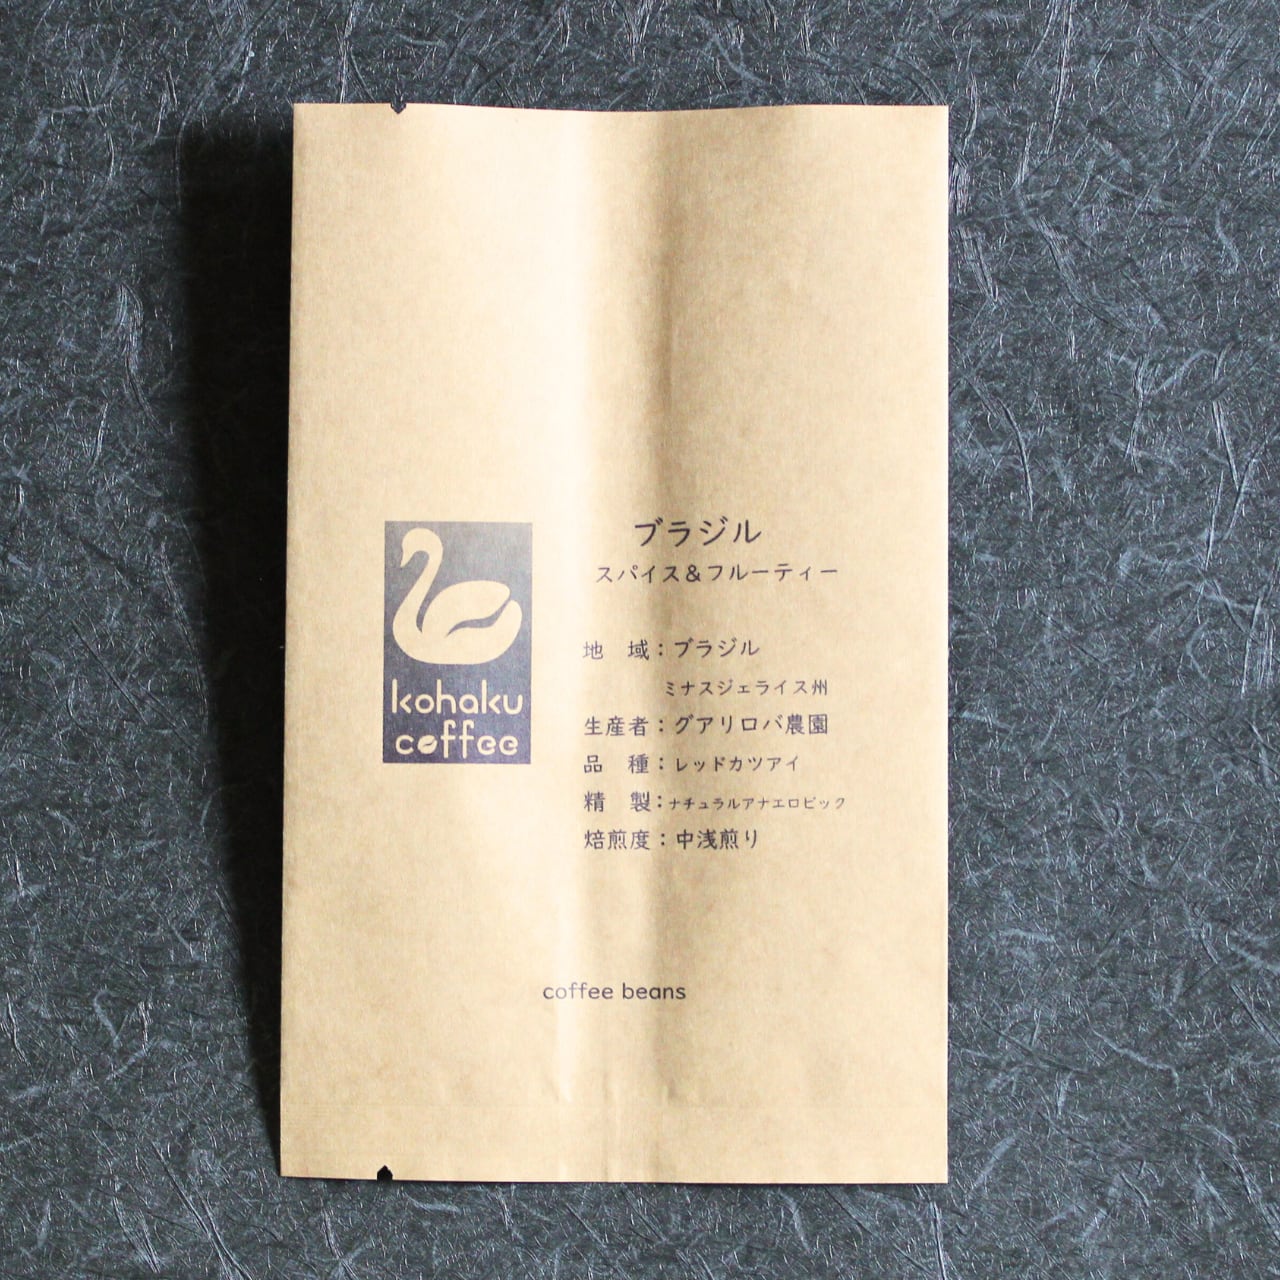 kohaku
coffee
ブラジル
スパイス&フルーティー
地　域：ブラジル
ミナスジェライス州
生産者：グアリロバ農園
品　種：レッドカツアイ
精　製：ナチュラルアナエロビック
焙煎度：中浅煎り
coffee beans